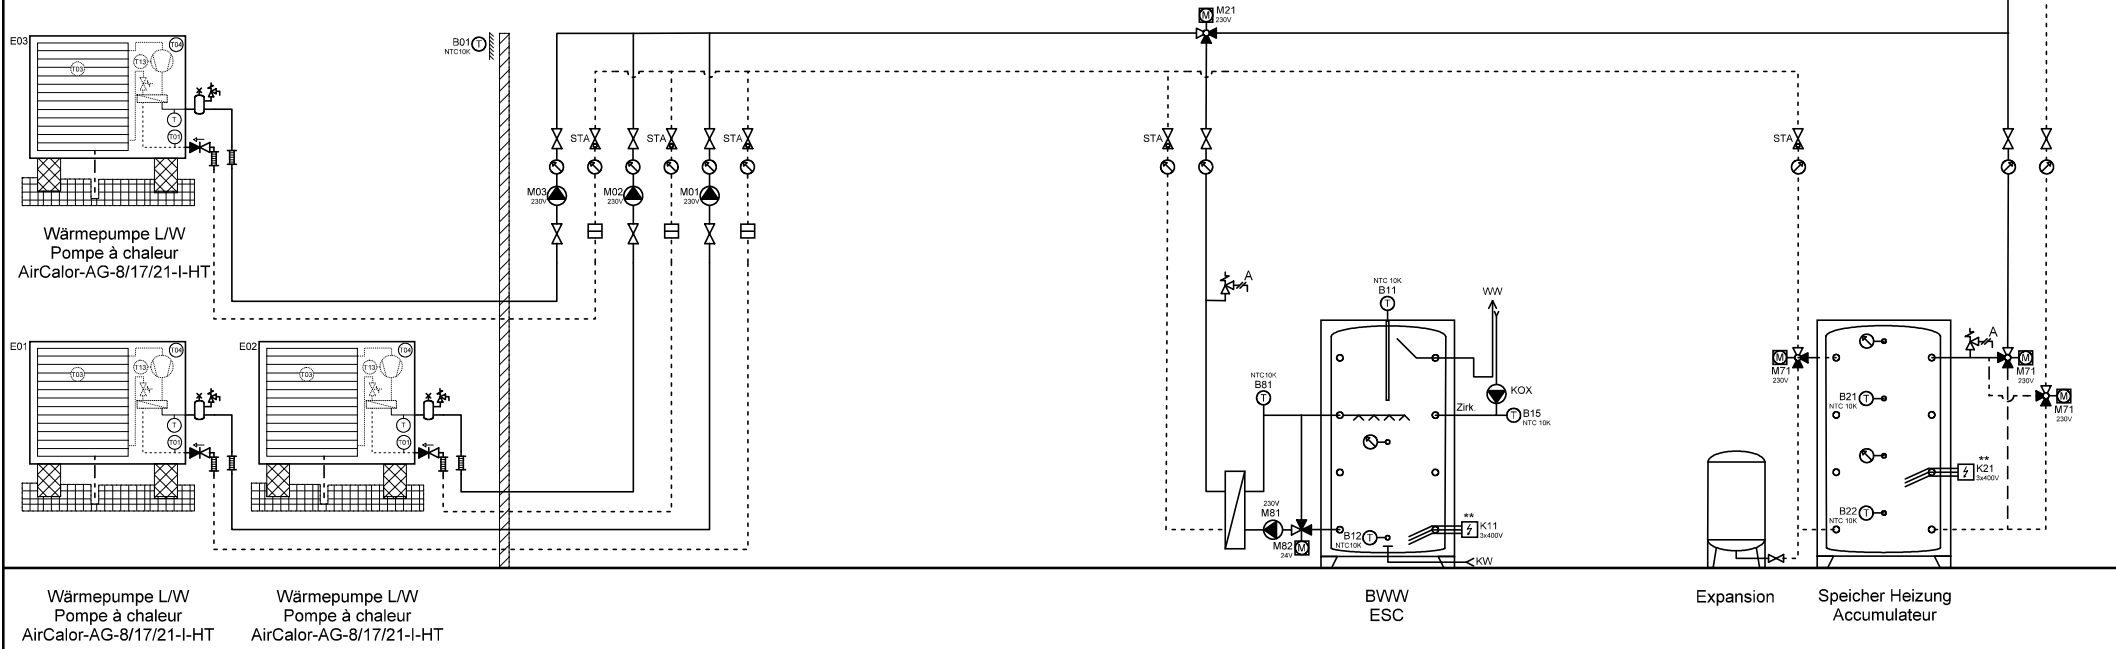 M21
230V
E03
T04
T13
T03
T
T01
B01
T
NTC10K
STA
STA
STA
STA
STA
M03
230V
M02
230V
M01
230V
Wärmepumpe L/W
Pompe à chaleur
AirCalor-AG-8/17/21-I-HT
A
NTC 10K
B11
T
WW
E01
T04
T13
T03
T
T01
E02
T04
T13
T03
T
T01
NTC10K
B81
T
KOX
Zirk.
T
B15
NTC 10K
M
M71
230V
A
M
M71
230V
B21
T
NTC 10K
M
M71
230V
**
K21
3x400V
230V
M81
M82
24V
M
B12
T
NTC10K
**
K11
3x400V
KW
B22
T
NTC 10K
Wärmepumpe L/W
Pompe à chaleur
AirCalor-AG-8/17/21-I-HT
Wärmepumpe L/W
Pompe à chaleur
AirCalor-AG-8/17/21-I-HT
BWW
ESC
Expansion
Speicher Heizung
Accumulateur